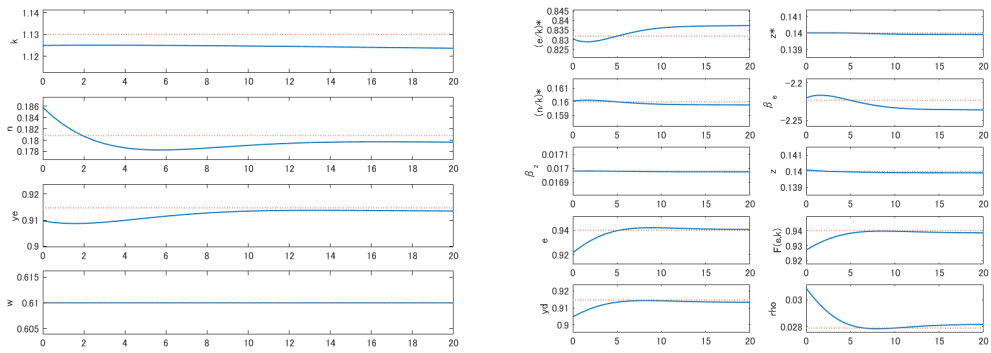 1.14
1.13
1.12
k
0 2 4 6 8 10 12 14 16 18 20
0.186
0.184
0.182
0.18
0.178
n
0 2 4 6 8 10 12 14 16 18 20
0.92
0.91
0.9
ye
0 2 4 6 8 10 12 14 16 18 20
0.615
0.61
0.605
w
0 2 4 6 8 10 12 14 16 18 20
0.845
0.84
0.835
0.83
0.825
(e/k)*
0 5 10 15 20
0.141
0.14
0.139
z*
0 5 10 15 20
0.161
0.16
0.159
(n/k)*
0 5 10 15 20
-2.2
-2.25
β_e
0 5 10 15 20
0.0171
0.017
0.0169
β_z
0 5 10 15 20
0.141
0.14
0.139
z
0 5 10 15 20
0.94
0.92
e
0 5 10 15 20
0.94
0.93
0.92
F(e,k)
0 5 10 15 20
0.92
0.91
0.9
yd
0 5 10 15 20
0.03
0.028
rho
0 5 10 15 20